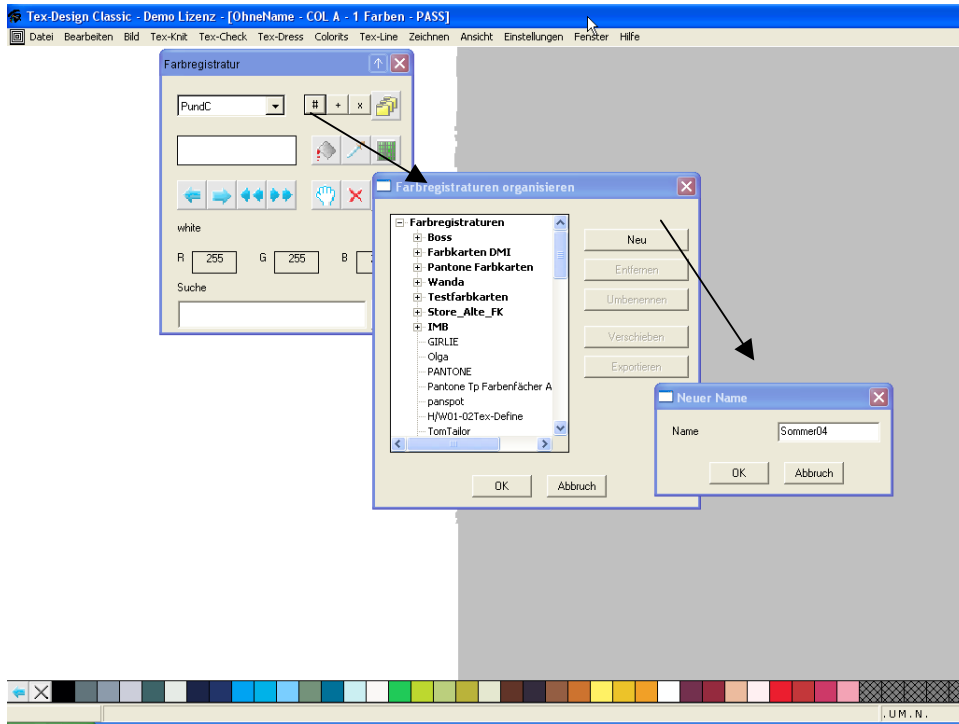 Tex-Design Classic - Demo Lizenz - [OhneName - COL A - 1 Farben - PASS]
Datei Bearbeiten Bild Tex-Knit Tex-Check Tex-Dress Colorits Tex-Line Zeichnen Ansicht Einstellungen Fenster Hilfe
Farbregistratur
PundC
# + x
white
R 255 G 255 B
Suche
Farbregistraturen organisieren
Farbregistraturen
Boss
Farbkarten DMI
Pantone Farbkarten
Wanda
Testfarbkarten
Store_Alte_FK
IMB
GIRLIE
Olga
PANTONE
Pantone Tp Farbenfächer A
panspot
H/W01-02Tex-Define
TomTailor
Neu
Entfernen
Umbenennen
Verschieben
Exportieren
OK Abbruch
Neuer Name
Name Sommer04
OK Abbruch
. U M . N .